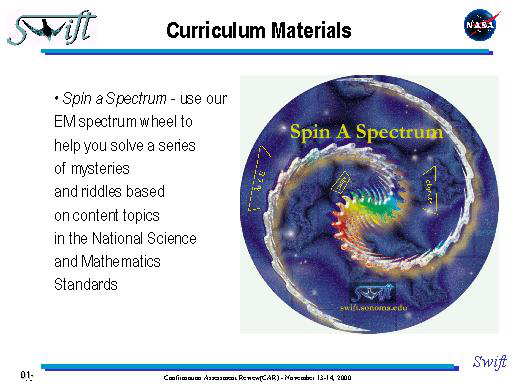 Swift
Curriculum Materials
NASA
• Spin a Spectrum - use our
EM spectrum wheel to
help you solve a series
of mysteries
and riddles based
on content topics
in the National Science
and Mathematics
Standards
Spin A Spectrum
Swift
swift.sonoma.edu
Swift
01-
Confirmation Assessment Review(CAR) - November 13-14, 2000